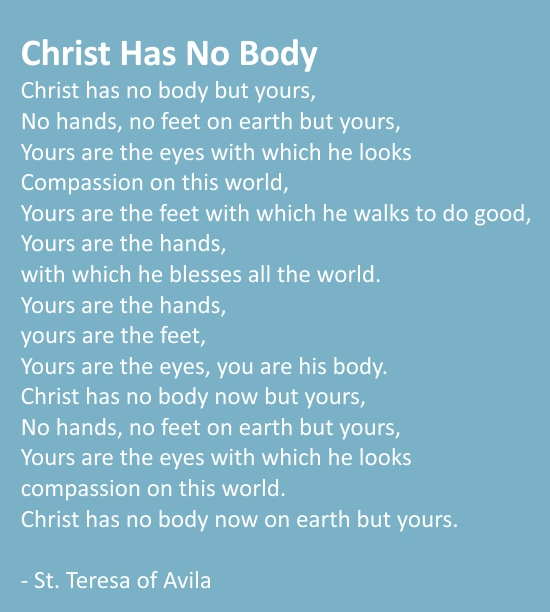 Christ Has No Body
Christ has no body but yours,
No hands, no feet on earth but yours,
Yours are the eyes with which he looks
Compassion on this world,
Yours are the feet with which he walks to do good,
Yours are the hands,
with which he blesses all the world.
Yours are the hands,
yours are the feet,
Yours are the eyes, you are his body.
Christ has no body now but yours,
No hands, no feet on earth but yours,
Yours are the eyes with which he looks
compassion on this world.
Christ has no body now on earth but yours.
- St. Teresa of Avila